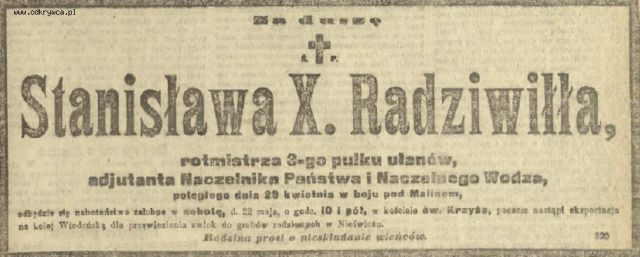 www.odkrywca.pl
Za duszę
Ś. P.
Stanisława X. Radziwiłła,
rotmistrza 3-go pułku ułanów,
adjutanta Naczelnika Państwa i Naczelnego Wodza,
poległego dnia 29 kwietnia w boju pod Malinem,
odbędzie się nabożeństwo żałobne w sobotę, d. 22 maja, o godz. 10 i pół, w kościele św. Krzyża, poczem nastąpi eksportacja
na kolej Wiedeńską dla przewiezienia zwłok do grobów rodzinnych w Nieświeżu.
Rodzina prosi o nieskładanie wieńców.
520